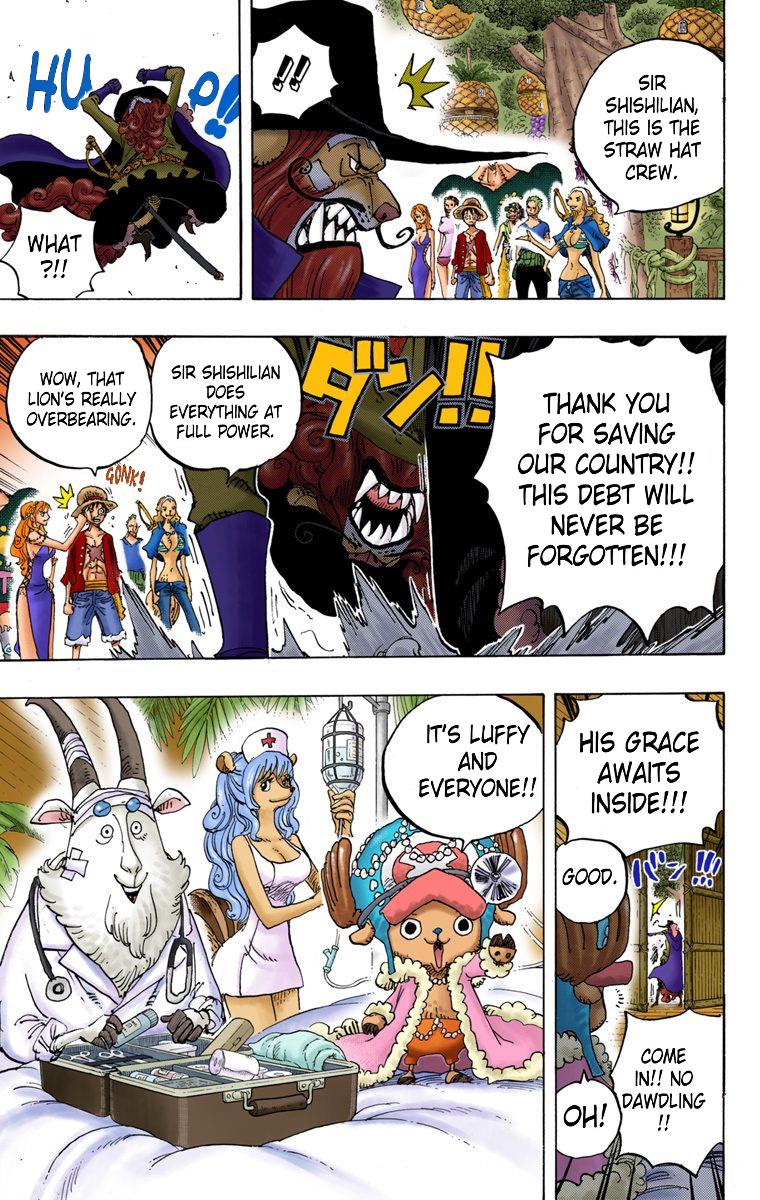 SIR
SHISHILIAN,
THIS IS THE
STRAW HAT
CREW.
!!
HUP!!
WHAT
?!!
THANK YOU
FOR SAVING
OUR COUNTRY!!
THIS DEBT WILL
NEVER BE
FORGOTTEN!!!
ダン!!
SIR SHISHILIAN
DOES
EVERYTHING AT
FULL POWER.
WOW, THAT
LION'S REALLY
OVERBEARING.
GONK!
HIS GRACE
AWAITS
INSIDE!!!
バン!!!
GOOD.
COME
IN!! NO
DAWDLING
!!
OH!
IT'S LUFFY
AND
EVERYONE!!